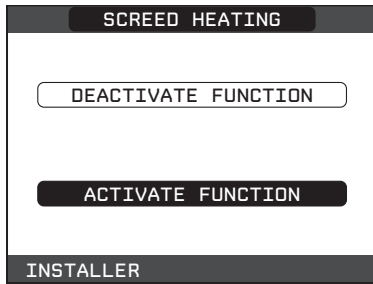 SCREED HEATING
DEACTIVATE FUNCTION
ACTIVATE FUNCTION
INSTALLER